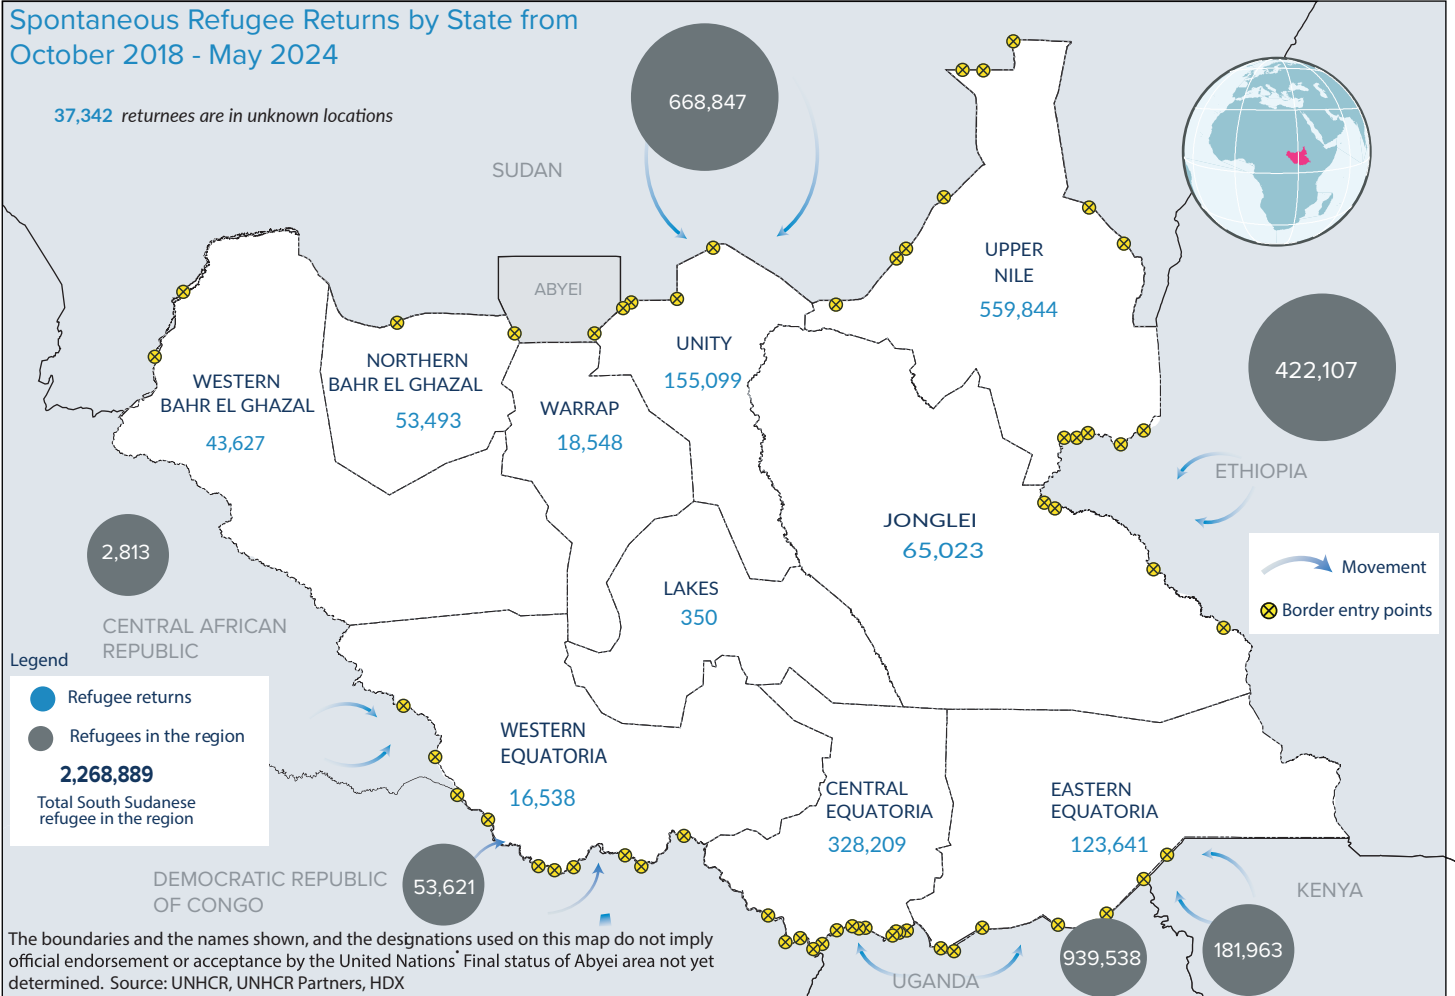 Spontaneous Refugee Returns by State from
October 2018 - May 2024
37,342 returnees are in unknown locations
668,847
SUDAN
ABYEI
UPPER
NILE
559,844
UNITY
155,099
NORTHERN
BAHR EL GHAZAL
53,493
WESTERN
BAHR EL GHAZAL
43,627
WARRAP
18,548
422,107
ETHIOPIA
JONGLEI
65,023
2,813
CENTRAL AFRICAN
REPUBLIC
LAKES
350
Movement
Border entry points
Legend
Refugee returns
Refugees in the region
2,268,889
Total South Sudanese
refugee in the region
WESTERN
EQUATORIA
16,538
CENTRAL
EQUATORIA
328,209
EASTERN
EQUATORIA
123,641
DEMOCRATIC REPUBLIC
OF CONGO
53,621
KENYA
181,963
939,538
UGANDA
The boundaries and the names shown, and the designations used on this map do not imply
official endorsement or acceptance by the United Nations* Final status of Abyei area not yet
determined. Source: UNHCR, UNHCR Partners, HDX